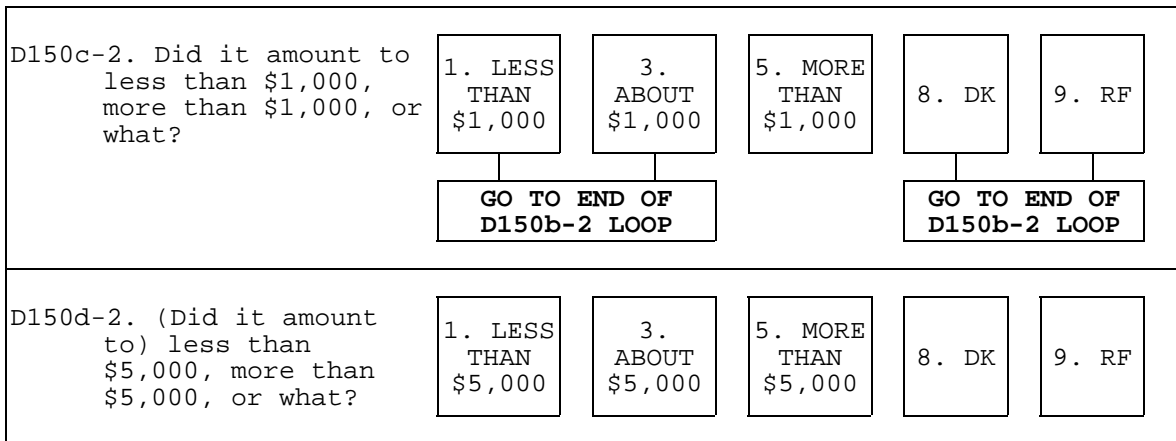 D150c-2. Did it amount to
less than $1,000,
more than $1,000, or
what?
1. LESS
THAN
$1,000
3.
ABOUT
$1,000
5. MORE
THAN
$1,000
8. DK
9. RF
GO TO END OF
D150b-2 LOOP
GO TO END OF
D150b-2 LOOP
D150d-2. (Did it amount
to) less than
$5,000, more than
$5,000, or what?
1. LESS
THAN
$5,000
3.
ABOUT
$5,000
5. MORE
THAN
$5,000
8. DK
9. RF